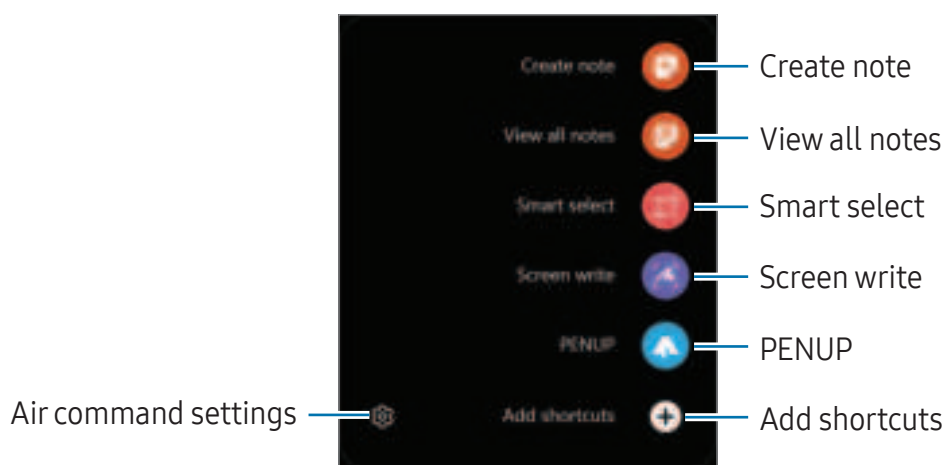 Create note Create note
View all notes View all notes
Smart select Smart select
Screen write Screen write
PENUP PENUP
Air command settings Add shortcuts Add shortcuts